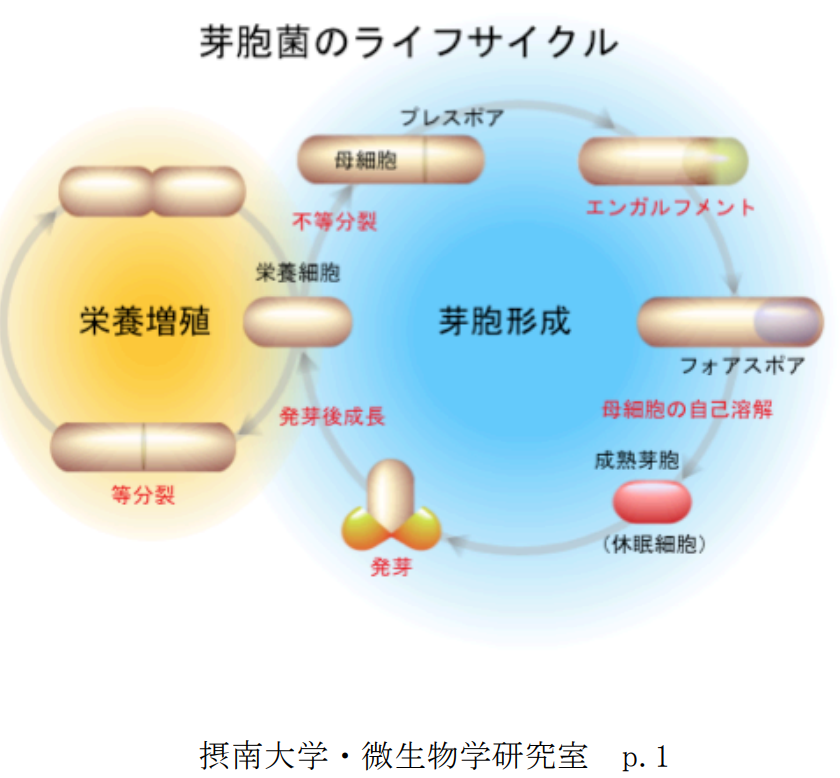 芽胞菌のライフサイクル
プレスポア
母細胞
エンガルフメント
不等分裂
栄養細胞
栄養増殖
芽胞形成
フォアスポア
発芽後成長
母細胞の自己溶解
成熟芽胞
等分裂
（休眠細胞）
発芽
摂南大学・微生物学研究室　p.1